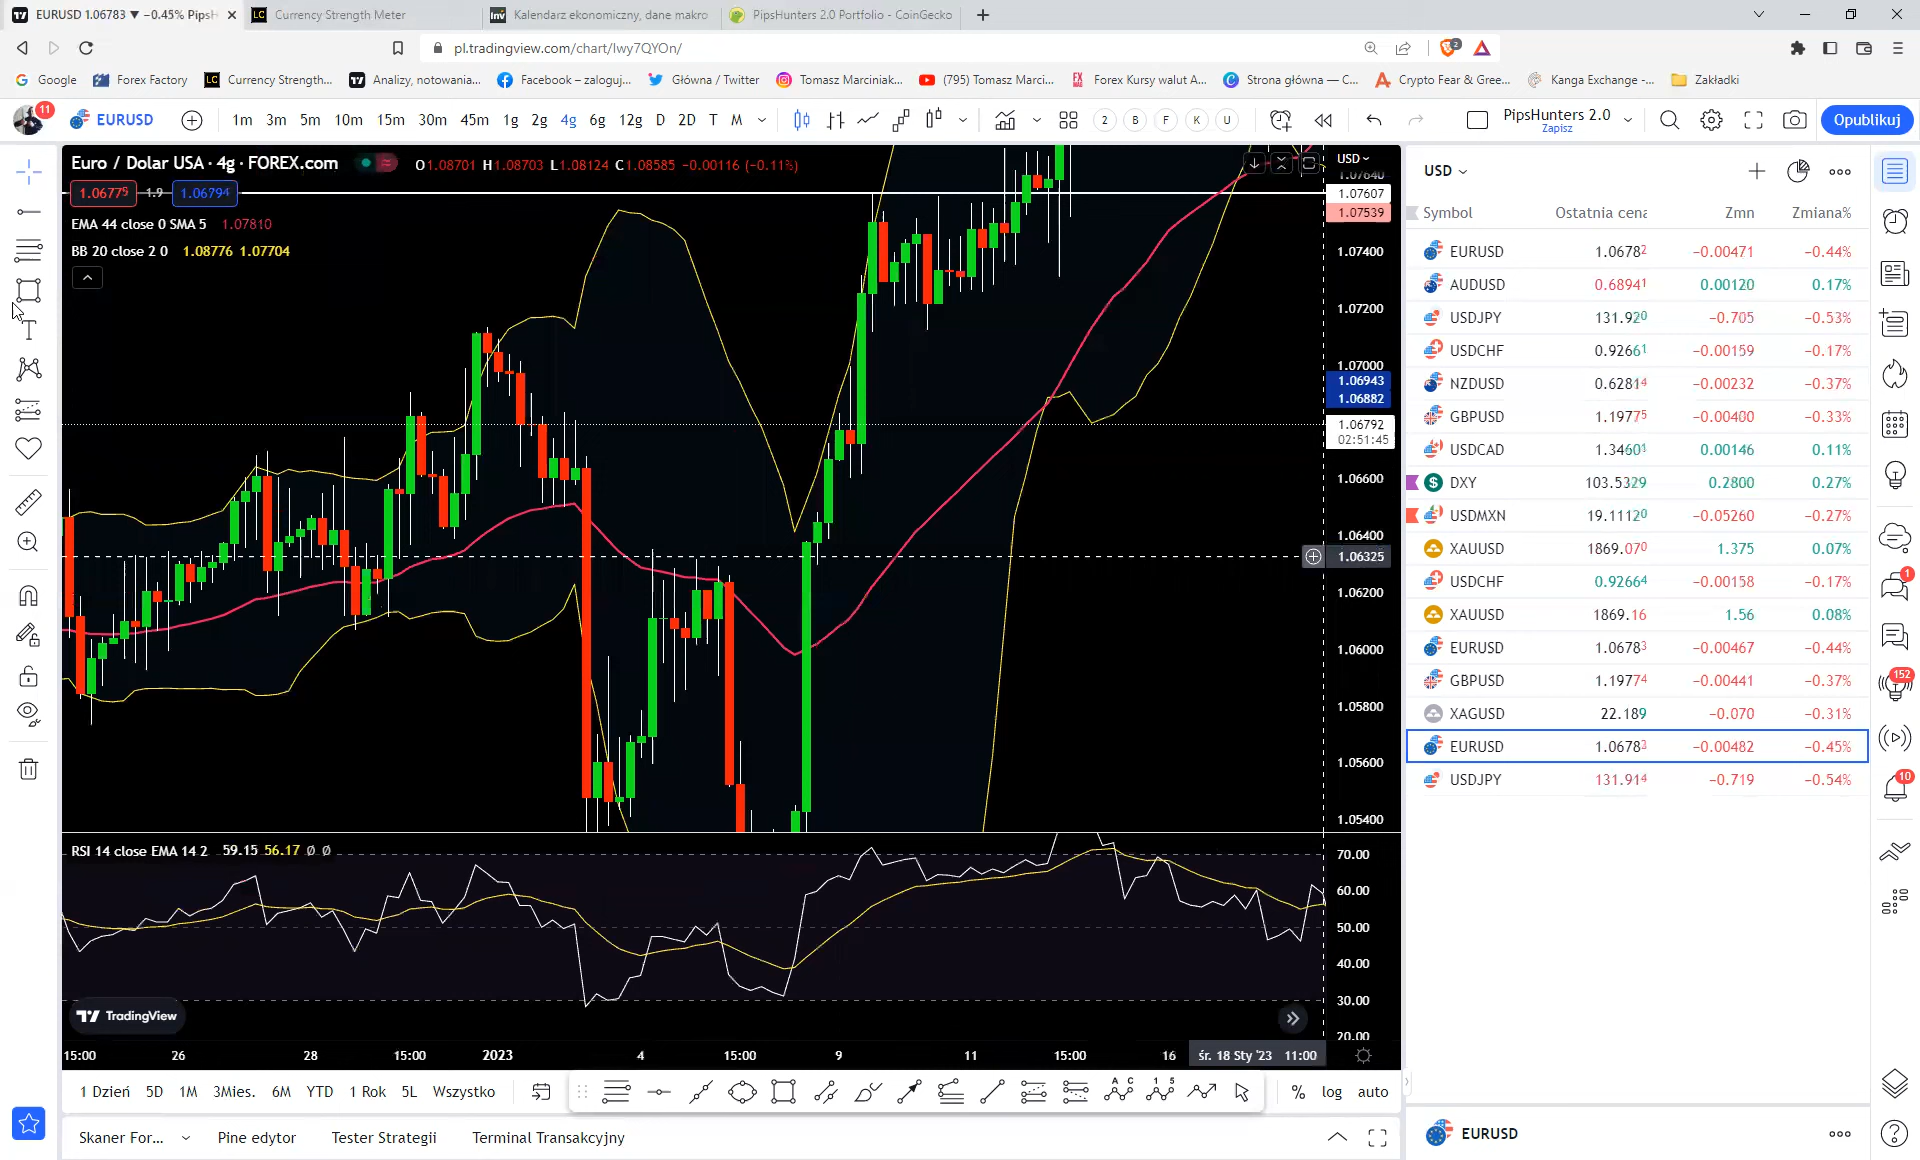 EURUSD 1.06783 ▼ −0.45% PipsH
Currency Strength Meter
Kalendarz ekonomiczny, dane makro
PipsHunters 2.0 Portfolio - CoinGecko
pl.tradingview.com/chart/Iwy7QYOn/
2
Google
Forex Factory
Currency Strength...
Analizy, notowania...
Facebook – zaloguj...
Główna / Twitter
Tomasz Marciniak...
(795) Tomasz Marci...
Forex Kursy walut A...
Strona główna — C...
Crypto Fear & Gree...
Kanga Exchange -...
Zakładki
11
EURUSD
1m 3m 5m 10m 15m 30m 45m 1g 2g 4g 6g 12g D 2D T M
2 B F K U
PipsHunters 2.0
Zapisz
Opublikuj
Euro / Dolar USA · 4g · FOREX.com
O1.08701 H1.08703 L1.08124 C1.08585 −0.00116 (−0.11%)
1.06775 1.9 1.06794
EMA 44 close 0 SMA 5 1.07810
BB 20 close 2 0 1.08776 1.07704
USD
1.07640
1.07607
1.07539
1.07400
1.07200
1.07000
1.06943
1.06882
1.06792
02:51:45
1.06600
1.06400
1.06325
1.06200
1.06000
1.05800
1.05600
1.05400
RSI 14 close EMA 14 2 59.15 56.17 Ø Ø
70.00
60.00
50.00
40.00
30.00
20.00
TradingView
15:00 26 28 15:00 2023 4 15:00 9 11 15:00 16 śr. 18 Sty '23 11:00
1 Dzień 5D 1M 3Mies. 6M YTD 1 Rok 5L Wszystko
% log auto
Skaner For... Pine edytor Tester Strategii Terminal Transakcyjny
USD
Symbol Ostatnia cena Zmn Zmiana%
EURUSD 1.06782 −0.00471 −0.44%
AUDUSD 0.68941 0.00120 0.17%
USDJPY 131.920 −0.705 −0.53%
USDCHF 0.92661 −0.00159 −0.17%
NZDUSD 0.62814 −0.00232 −0.37%
GBPUSD 1.19775 −0.00400 −0.33%
USDCAD 1.34601 0.00146 0.11%
DXY 103.5329 0.2800 0.27%
USDMXN 19.11120 −0.05260 −0.27%
XAUUSD 1869.070 1.375 0.07%
USDCHF 0.92664 −0.00158 −0.17%
XAUUSD 1869.16 1.56 0.08%
EURUSD 1.06783 −0.00467 −0.44%
GBPUSD 1.19774 −0.00441 −0.37%
XAGUSD 22.189 −0.070 −0.31%
EURUSD 1.06783 −0.00482 −0.45%
USDJPY 131.914 −0.719 −0.54%
EURUSD
1
152
10